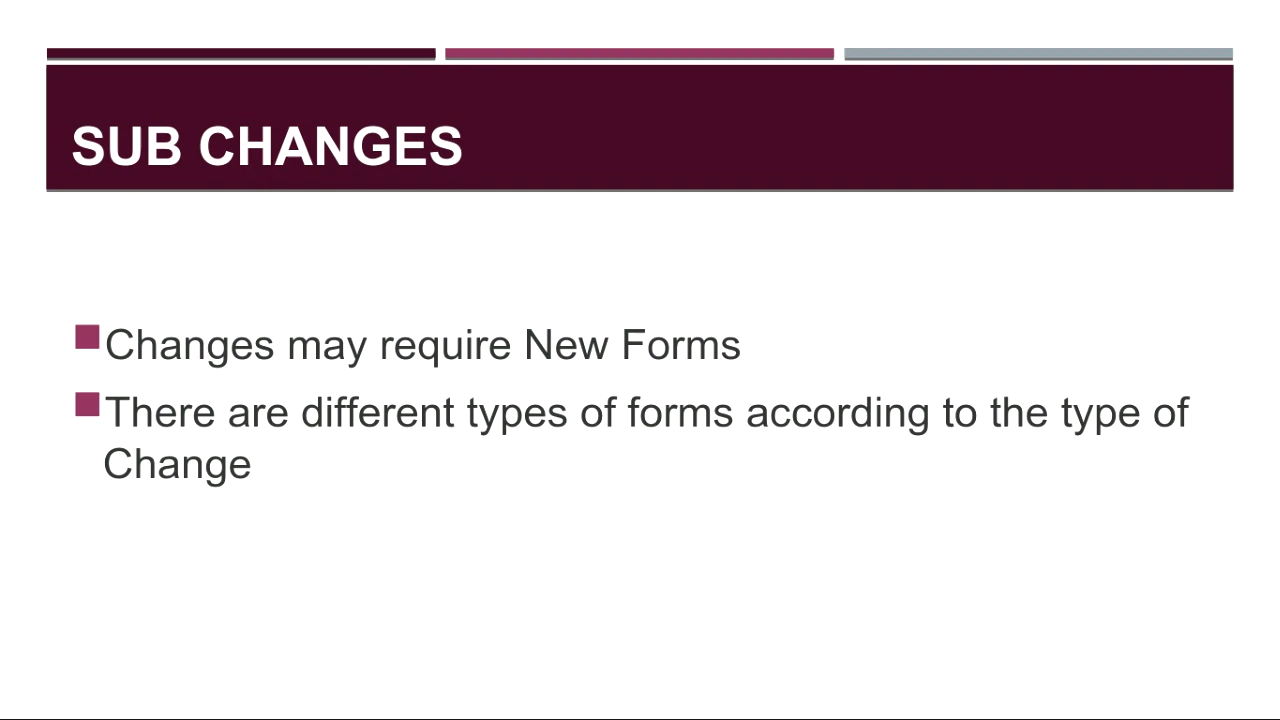 SUB CHANGES
Changes may require New Forms
There are different types of forms according to the type of
Change